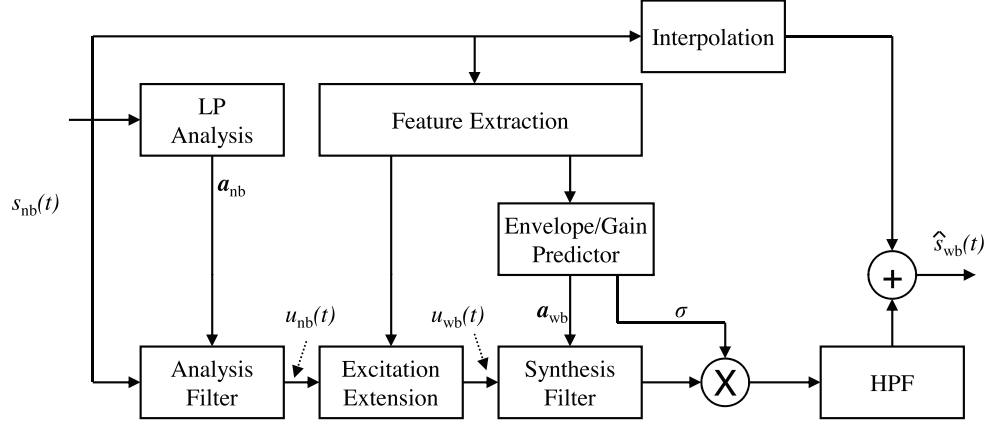 Interpolation
LP
Analysis
Feature Extraction
a_nb
s_nb(t)
Envelope/Gain
Predictor
ŝ_wb(t)
+
u_nb(t)
u_wb(t)
a_wb
σ
Analysis
Filter
Excitation
Extension
Synthesis
Filter
X
HPF